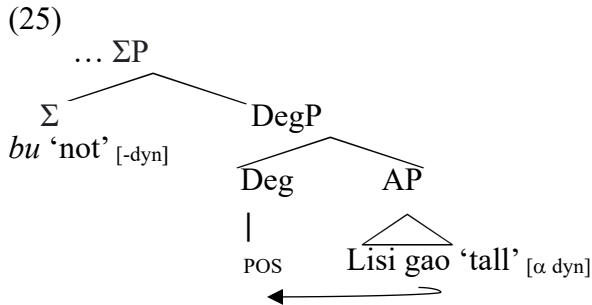 (25)
… ΣP
Σ DegP
bu ‘not’ [-dyn]
Deg AP
POS Lisi gao ‘tall’ [α dyn]